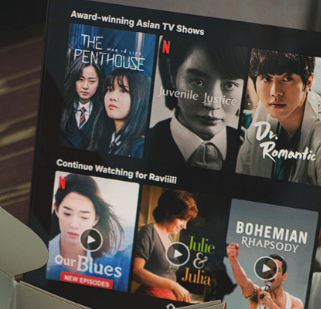 Award-winning Asian TV Shows
THE
WAR IN LIFE
PENTHOUSE
N
Juvenile Justice
Dr.
Romantic
Continue Watching for Raviiili
N
Our Blues
NEW EPISODES
Julie
&
Julia
BOHEMIAN
RHAPSODY